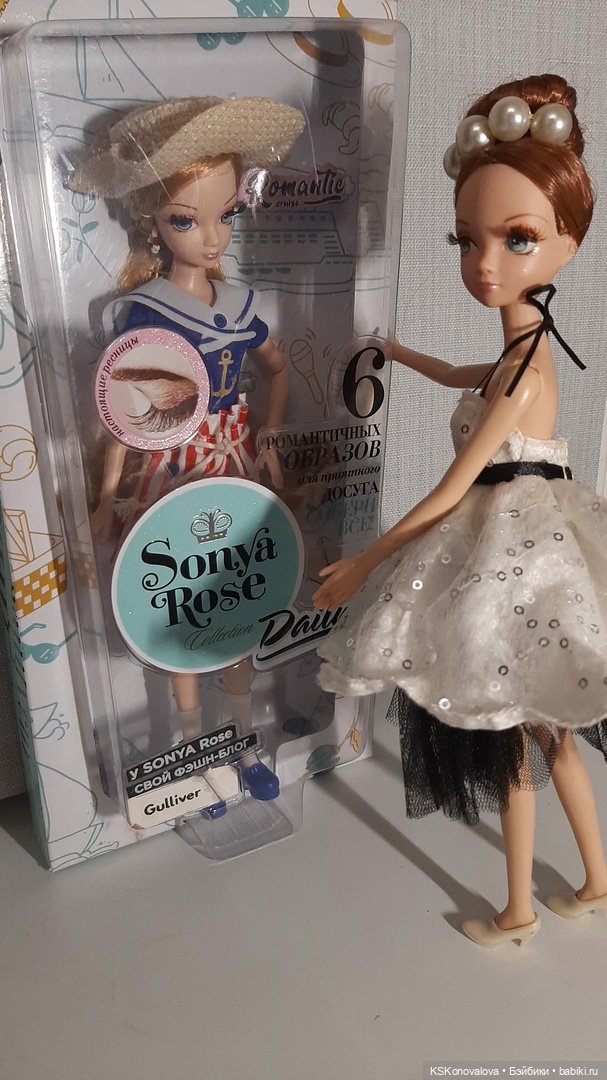 Romantic
cruise
настоящие ресницы
6
РОМАНТИЧНЫХ
ОБРАЗОВ
для приятного
ДОСУГА
СОБЕРИ
ВСЕ!
Sonya
Rose
Collection
У SONYA Rose
СВОЙ ФЭШН-БЛОГ
Gulliver
KSKonovalova • Бэйбики • babiki.ru